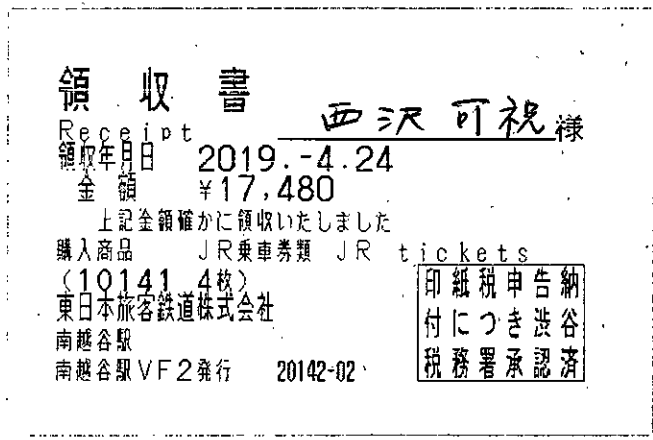 領収書
西沢可祝様
Receipt
領収年月日 2019.-4.24
金額 ¥17,480
上記金額確かに領収いたしました
購入商品 JR乗車券類 JR tickets
(10141 4枚)
東日本旅客鉄道株式会社
南越谷駅
南越谷駅VF2発行 20142-02
印紙税申告納
付につき渋谷
税務署承認済